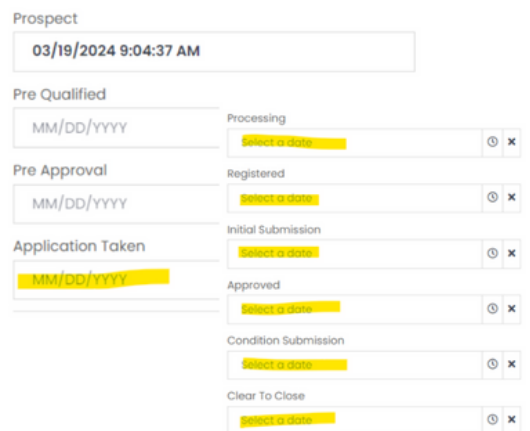 Prospect
03/19/2024 9:04:37 AM
Pre Qualified
MM/DD/YYYY
Pre Approval
MM/DD/YYYY
Application Taken
MM/DD/YYYY
Processing
Select a date
Registered
Select a date
Initial Submission
Select a date
Approved
Select a date
Condition Submission
Select a date
Clear To Close
Select a date